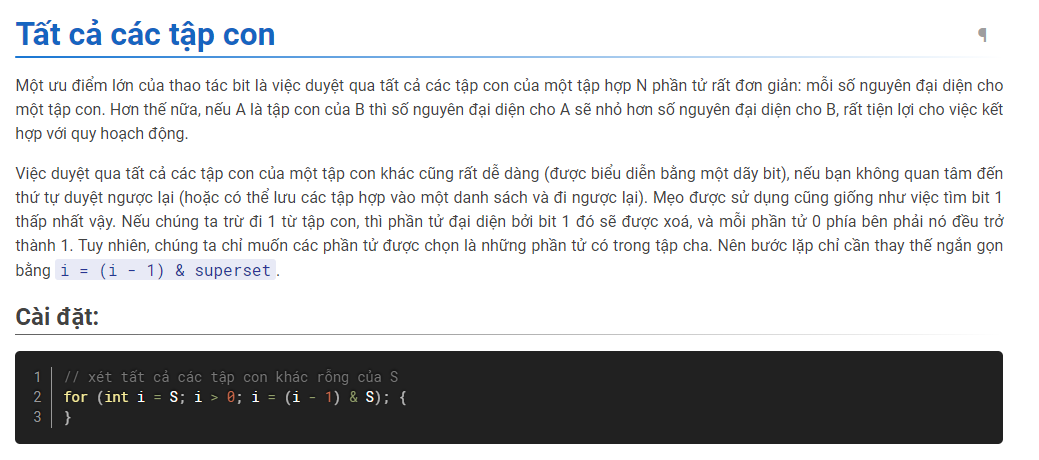 Tất cả các tập con
¶
Một ưu điểm lớn của thao tác bit là việc duyệt qua tất cả các tập con của một tập hợp N phần tử rất đơn giản: mỗi số nguyên đại diện cho
một tập con. Hơn thế nữa, nếu A là tập con của B thì số nguyên đại diện cho A sẽ nhỏ hơn số nguyên đại diện cho B, rất tiện lợi cho việc kết
hợp với quy hoạch động.
Việc duyệt qua tất cả các tập con của một tập con khác cũng rất dễ dàng (được biểu diễn bằng một dãy bit), nếu bạn không quan tâm đến
thứ tự duyệt ngược lại (hoặc có thể lưu các tập hợp vào một danh sách và đi ngược lại). Mẹo được sử dụng cũng giống như việc tìm bit 1
thấp nhất vậy. Nếu chúng ta trừ đi 1 từ tập con, thì phần tử đại diện bởi bit 1 đó sẽ được xoá, và mỗi phần tử 0 phía bên phải nó đều trở
thành 1. Tuy nhiên, chúng ta chỉ muốn các phần tử được chọn là những phần tử có trong tập cha. Nên bước lặp chỉ cần thay thế ngắn gọn
bằng i = (i - 1) & superset.
Cài đặt:
1 // xét tất cả các tập con khác rỗng của S
2 for (int i = S; i > 0; i = (i - 1) & S); {
3 }